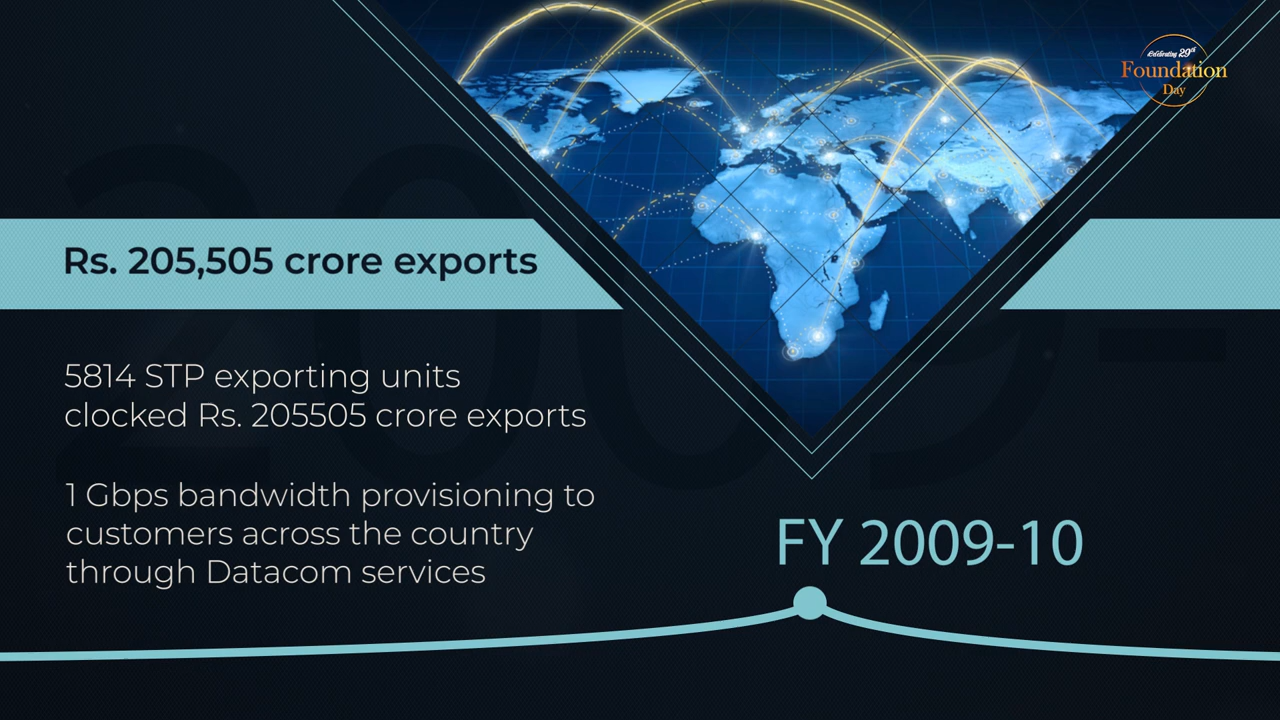 Celebrating 29th
Foundation
Day
Rs. 205,505 crore exports
5814 STP exporting units
clocked Rs. 205505 crore exports
1 Gbps bandwidth provisioning to
customers across the country
through Datacom services
FY 2009-10
2009-